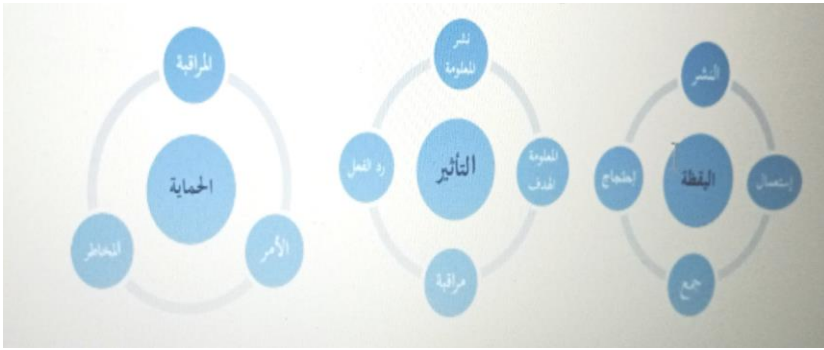 النشر
إستعمال
اليقظة
إحتجاج
جمع
نشر
المعلومة
المعلومة
الهدف
التأثير
رد الفعل
مراقبة
المراقبة
الحماية
الأمر
المخاطر